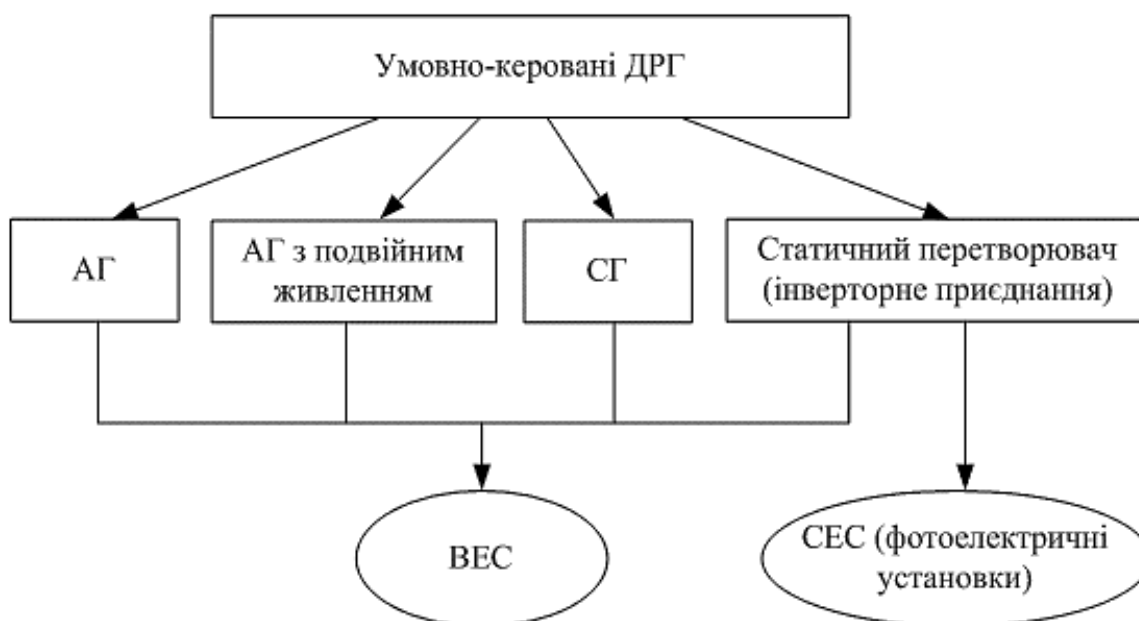 Умовно-керовані ДРГ
АГ
АГ з подвійним
живленням
СГ
Статичний перетворювач
(інверторне приєднання)
ВЕС
СЕС (фотоелектричні
установки)